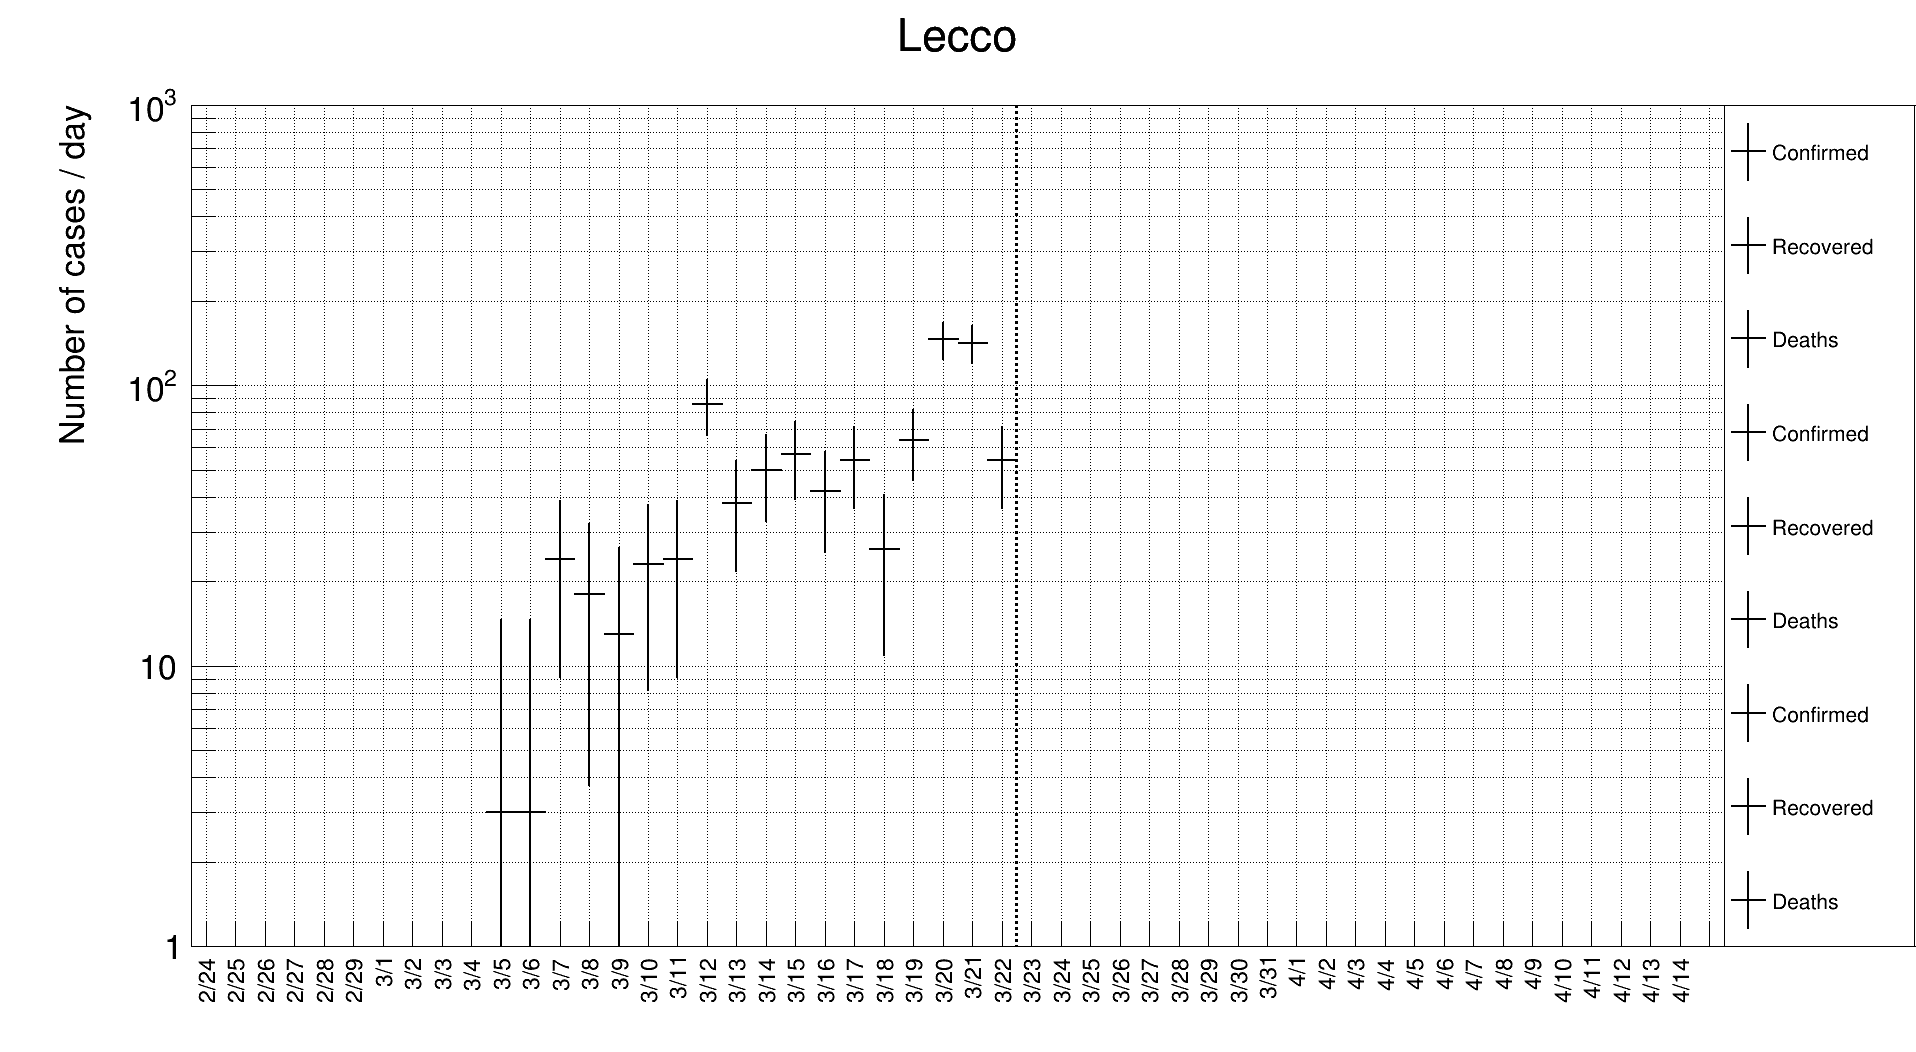 Lecco
Number of cases / day
10³
10²
10
1
2/24 2/25 2/26 2/27 2/28 2/29 3/1 3/2 3/3 3/4 3/5 3/6 3/7 3/8 3/9 3/10 3/11 3/12 3/13 3/14 3/15 3/16 3/17 3/18 3/19 3/20 3/21 3/22 3/23 3/24 3/25 3/26 3/27 3/28 3/29 3/30 3/31 4/1 4/2 4/3 4/4 4/5 4/6 4/7 4/8 4/9 4/10 4/11 4/12 4/13 4/14
Confirmed
Recovered
Deaths
Confirmed
Recovered
Deaths
Confirmed
Recovered
Deaths